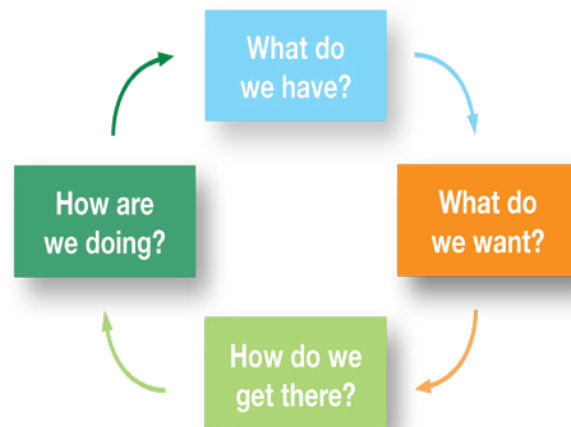 What do
we have?
What do
we want?
How do we
get there?
How are
we doing?